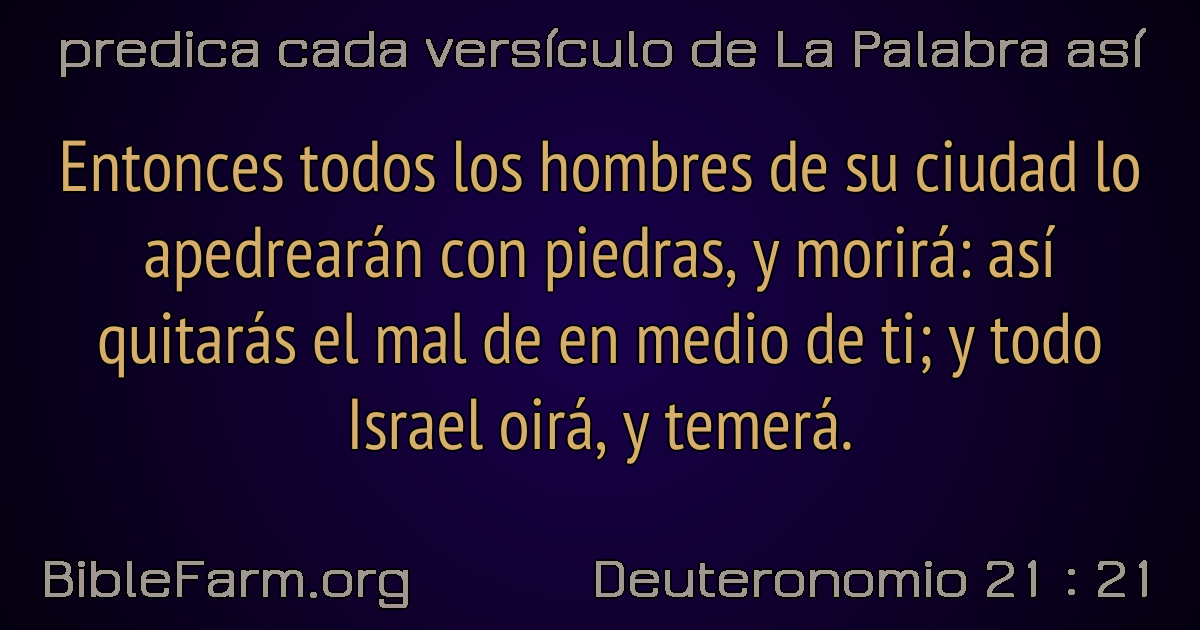 predica cada versículo de La Palabra así
Entonces todos los hombres de su ciudad lo
apedrearán con piedras, y morirá: así
quitarás el mal de en medio de ti; y todo
Israel oirá, y temerá.
BibleFarm.org
Deuteronomio 21 : 21